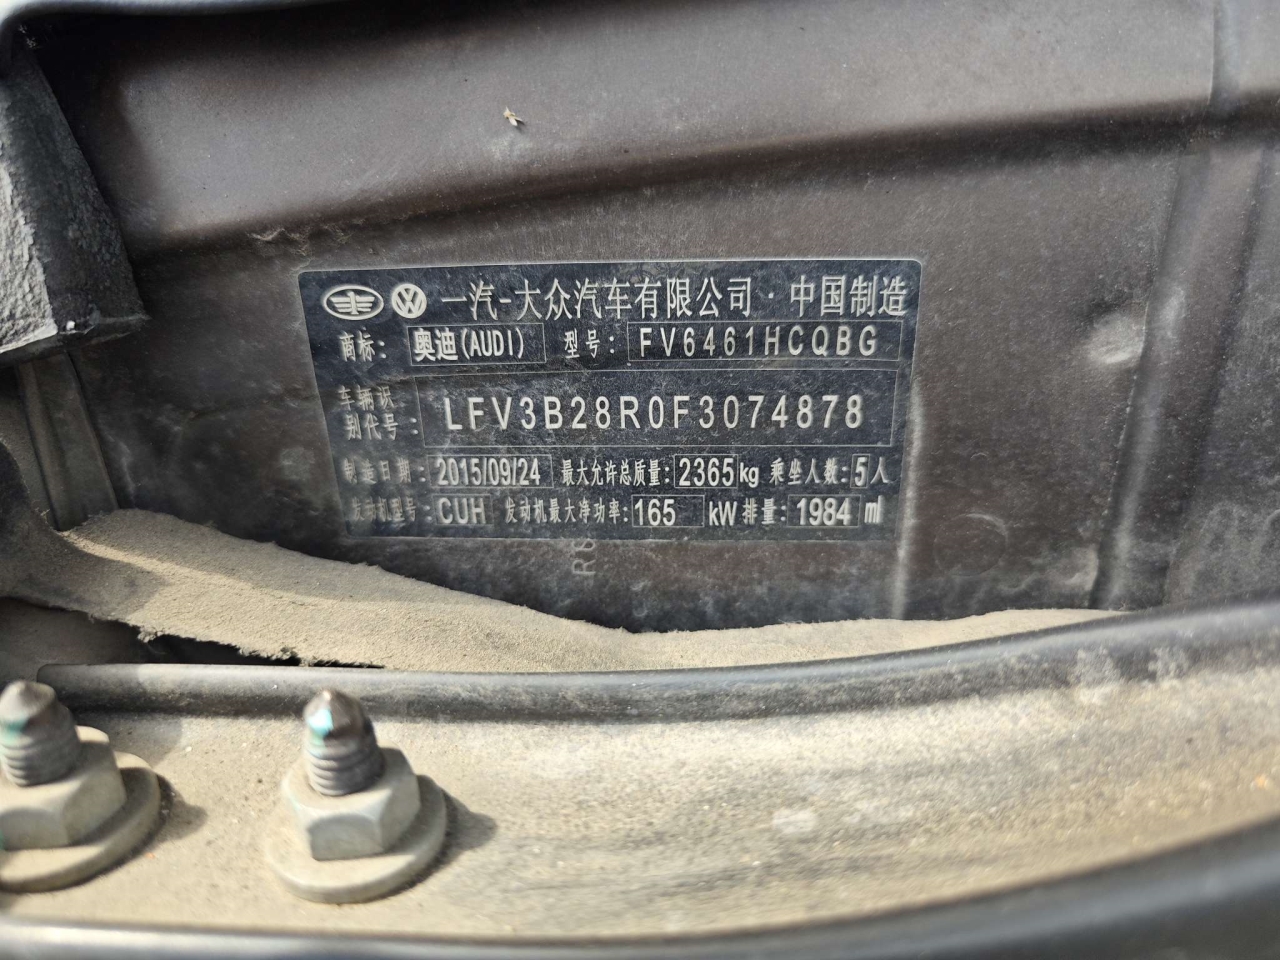 一汽-大众汽车有限公司·中国制造
商标: 奥迪(AUDI) 型号: FV6461HCQBG
车辆识别代号: LFV3B28R0F3074878
制造日期: 2015/09/24 最大允许总质量: 2365kg 乘坐人数: 5人
发动机型号: CUH 发动机最大净功率: 165 kW 排量: 1984 ml